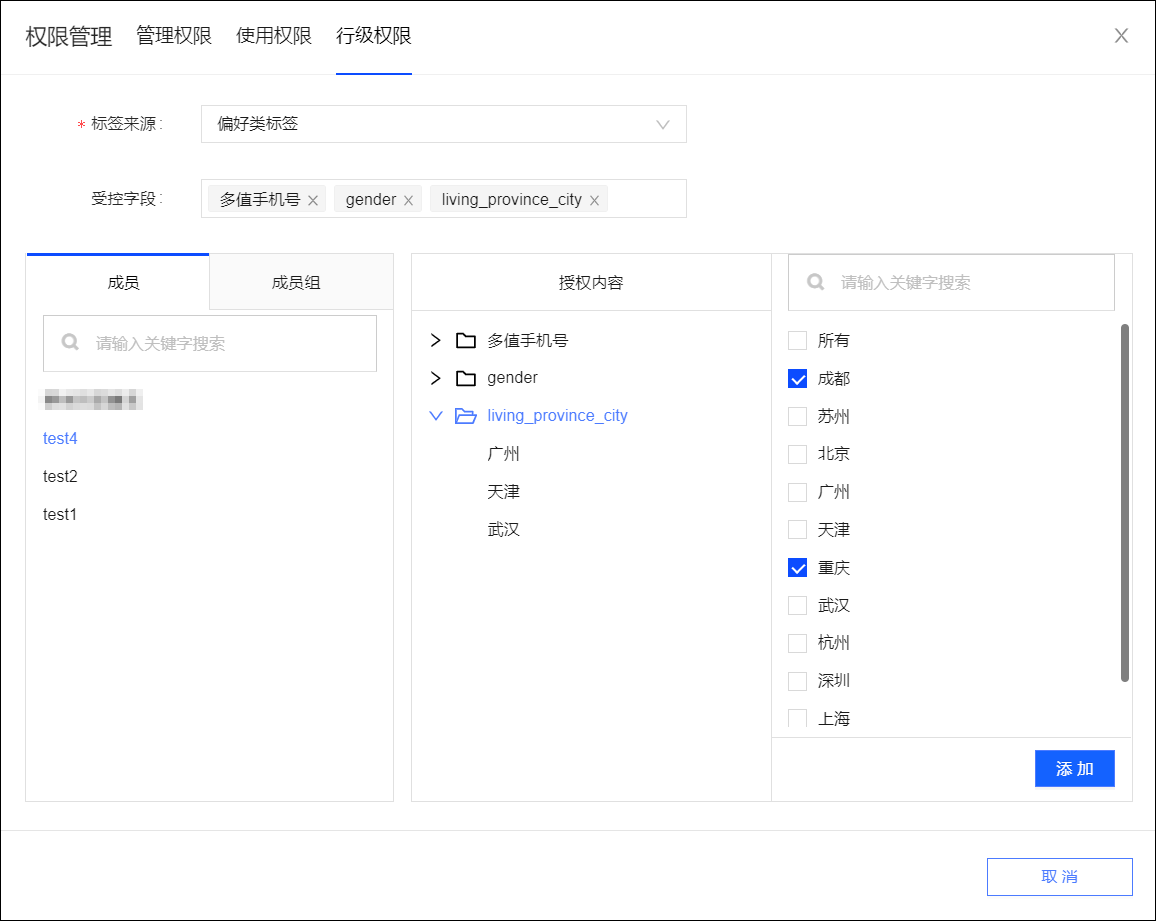 权限管理 管理权限 使用权限 行级权限
* 标签来源: 偏好类标签
受控字段: 多值手机号 gender living_province_city
成员 成员组
请输入关键字搜索
test4
test2
test1
授权内容
多值手机号
gender
living_province_city
广州
天津
武汉
请输入关键字搜索
所有
成都
苏州
北京
广州
天津
重庆
武汉
杭州
深圳
上海
添加
取消